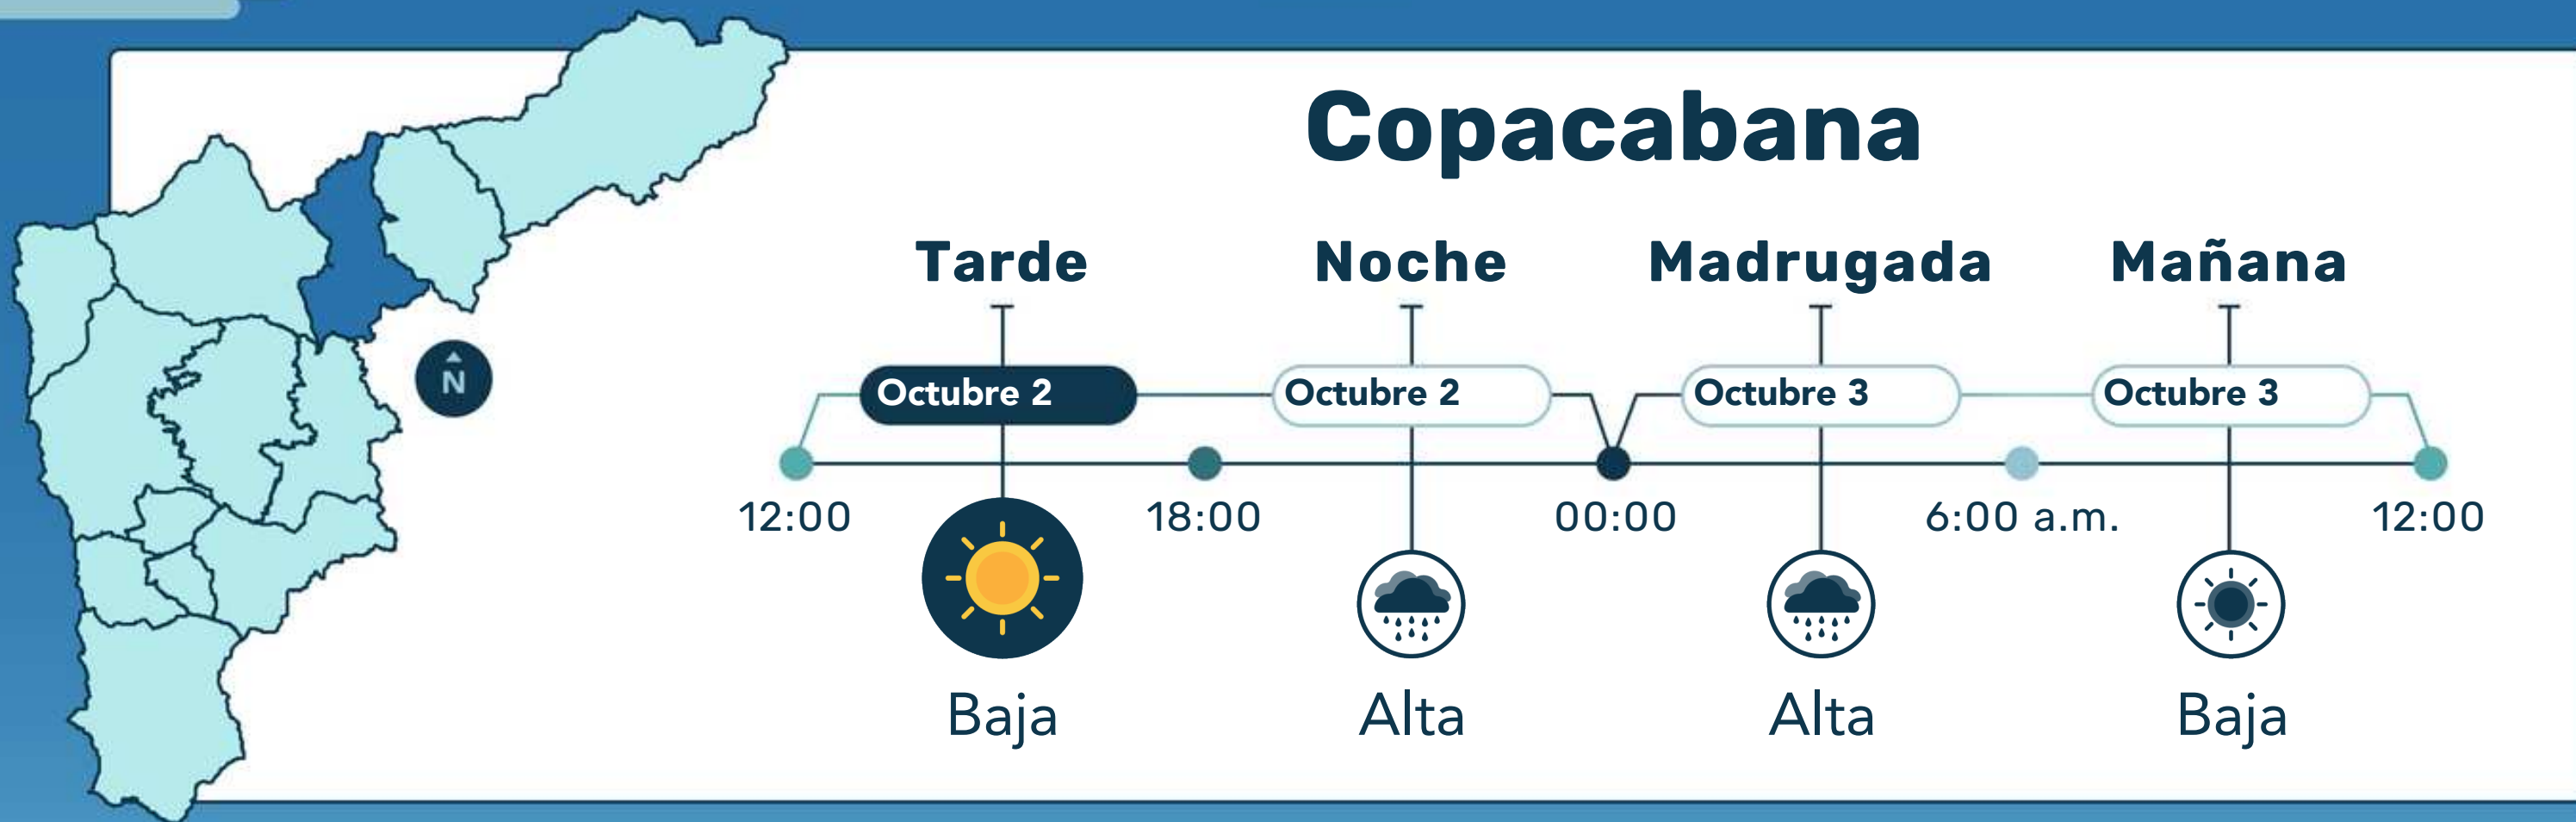 Copacabana
Tarde Noche Madrugada Mañana
Octubre 2 Octubre 2 Octubre 3 Octubre 3
N
12:00 18:00 00:00 6:00 a.m. 12:00
Baja Alta Alta Baja